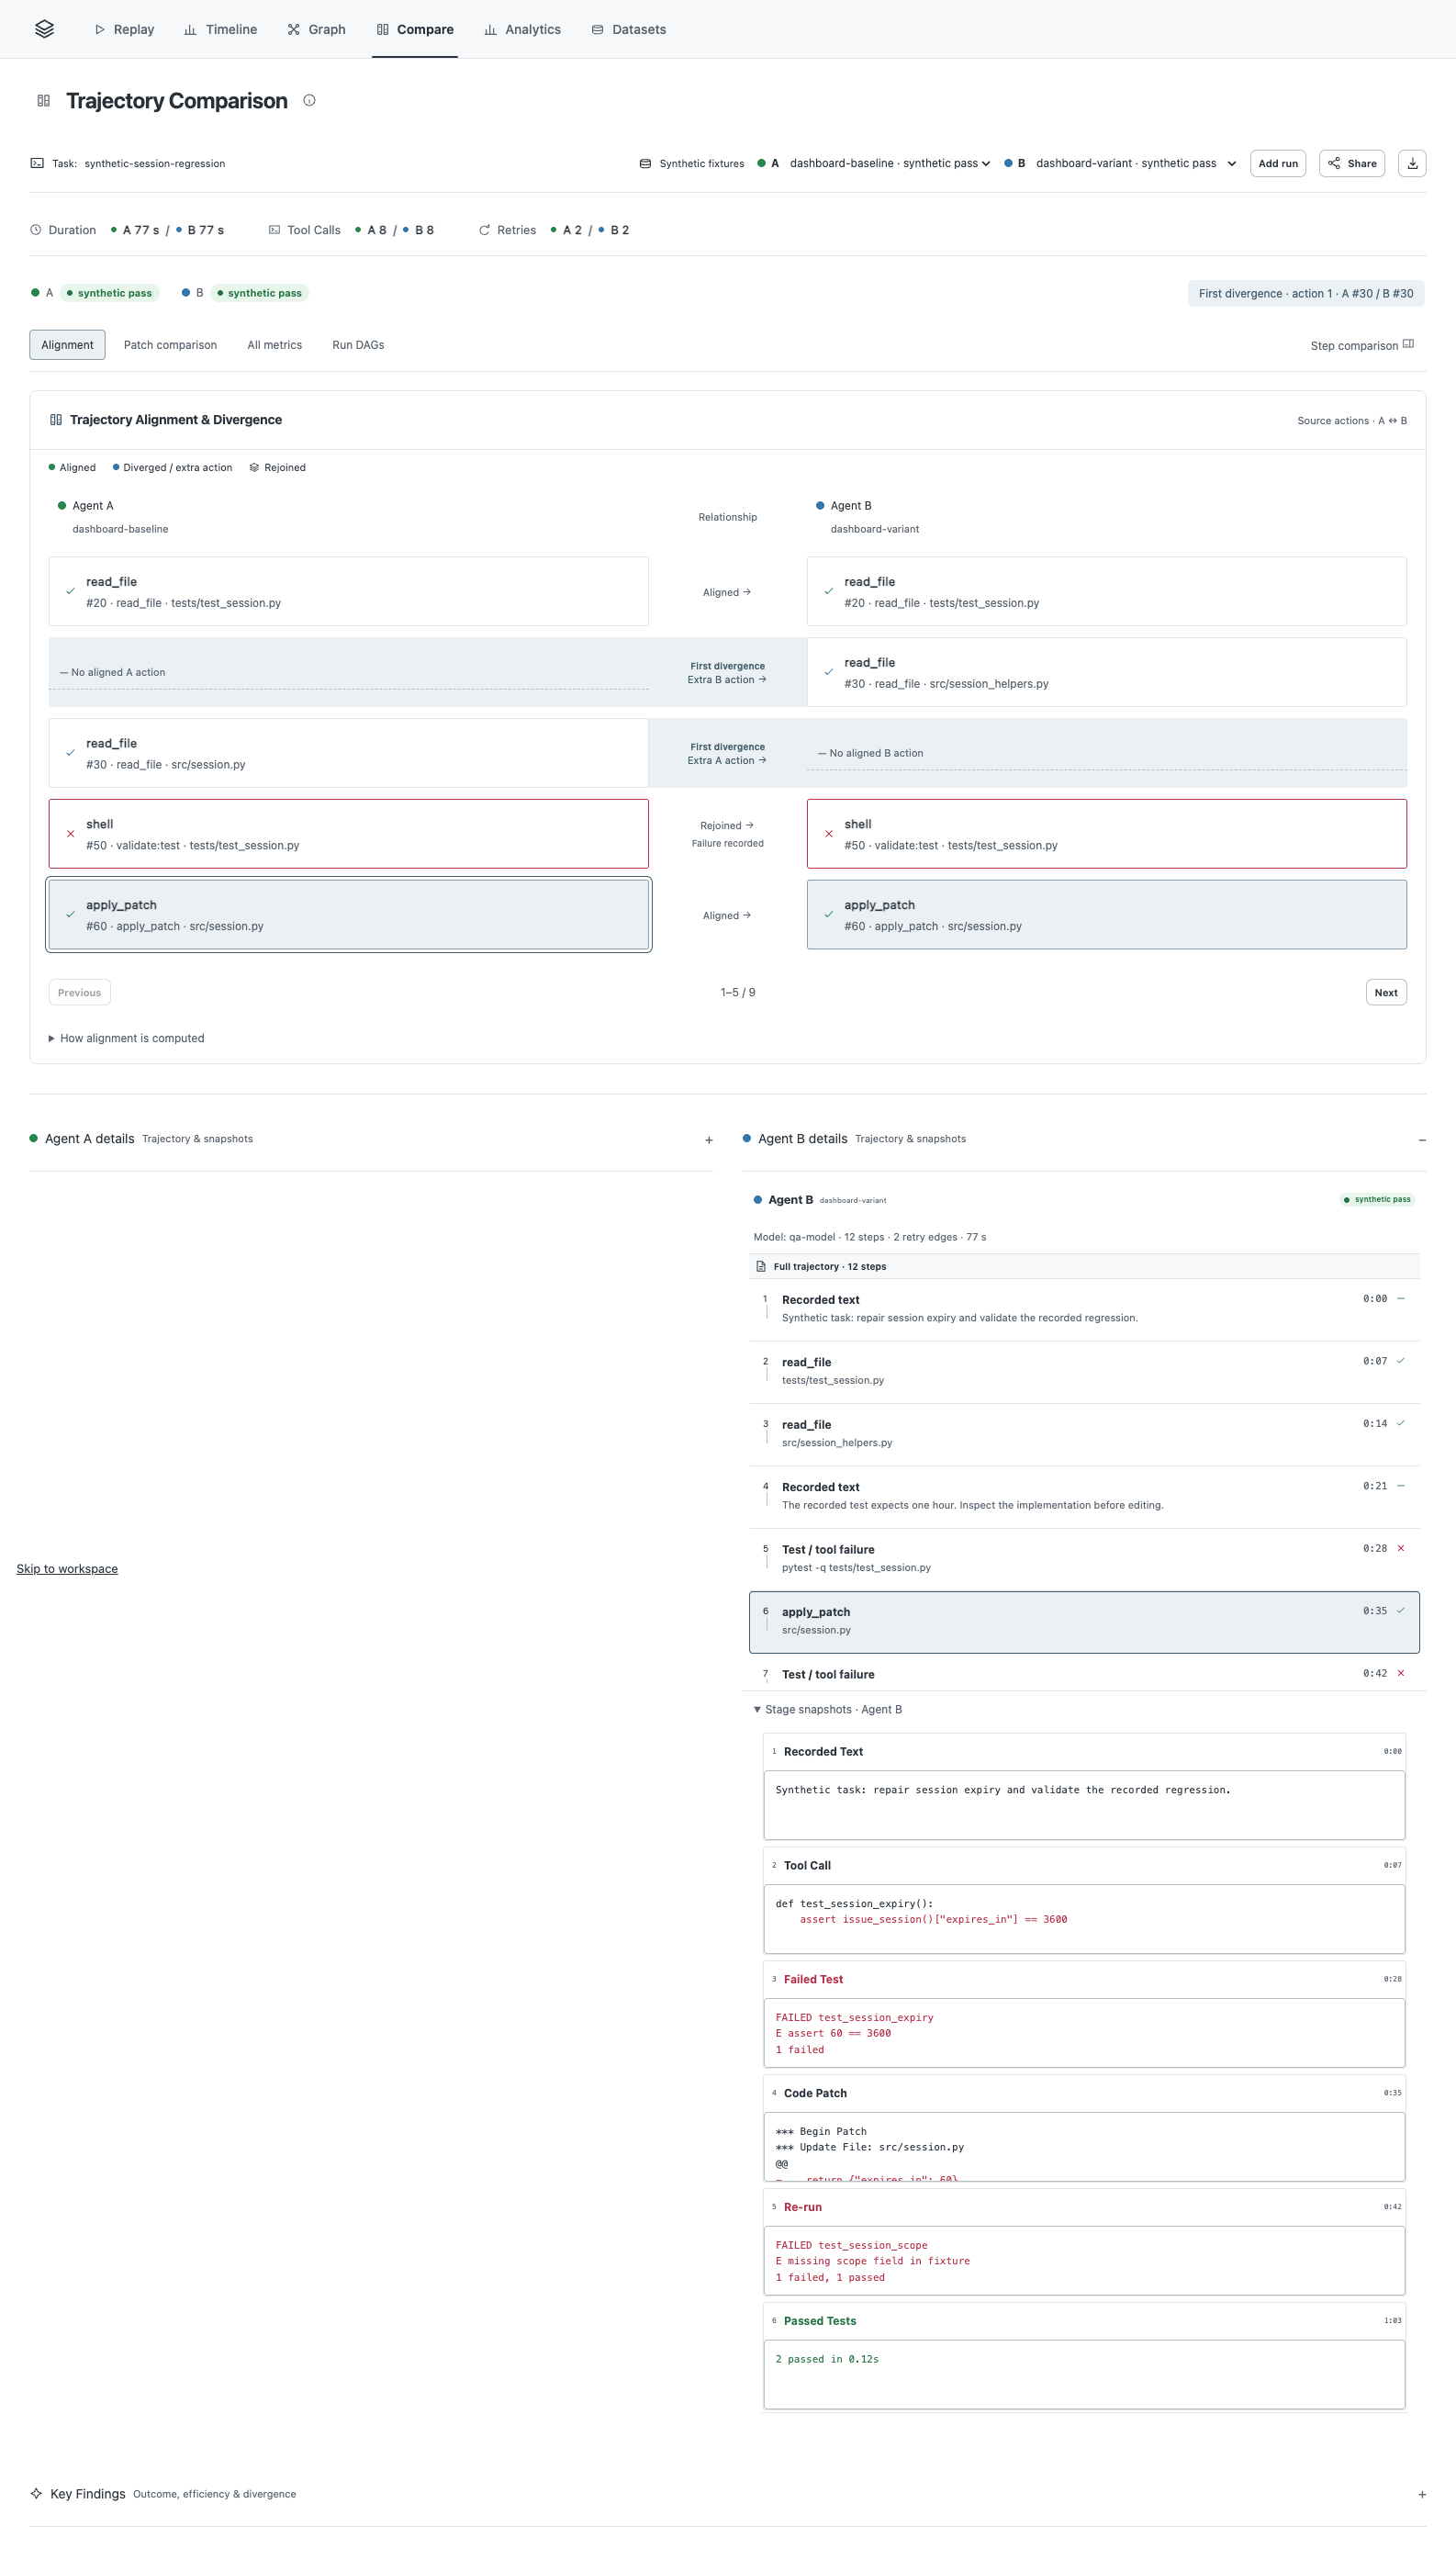 Replay
Timeline
Graph
Compare
Analytics
Datasets
Trajectory Comparison
Task: synthetic-session-regression
Synthetic fixtures
A dashboard-baseline · synthetic pass
B dashboard-variant · synthetic pass
Add run
Share
Duration A 77 s / B 77 s
Tool Calls A 8 / B 8
Retries A 2 / B 2
A synthetic pass
B synthetic pass
First divergence · action 1 · A #30 / B #30
Alignment
Patch comparison
All metrics
Run DAGs
Step comparison
Trajectory Alignment & Divergence
Source actions · A ↔ B
Aligned
Diverged / extra action
Rejoined
Agent A
dashboard-baseline
Relationship
Agent B
dashboard-variant
read_file
#20 · read_file · tests/test_session.py
Aligned →
read_file
#20 · read_file · tests/test_session.py
— No aligned A action
First divergence
Extra B action →
read_file
#30 · read_file · src/session_helpers.py
read_file
#30 · read_file · src/session.py
First divergence
Extra A action →
— No aligned B action
shell
#50 · validate:test · tests/test_session.py
Rejoined →
Failure recorded
shell
#50 · validate:test · tests/test_session.py
apply_patch
#60 · apply_patch · src/session.py
Aligned →
apply_patch
#60 · apply_patch · src/session.py
Previous
1–5 / 9
Next
How alignment is computed
Agent A details Trajectory & snapshots +
Agent B details Trajectory & snapshots −
Agent B dashboard-variant
synthetic pass
Model: qa-model · 12 steps · 2 retry edges · 77 s
Full trajectory · 12 steps
1 Recorded text 0:00 —
Synthetic task: repair session expiry and validate the recorded regression.
2 read_file 0:07
tests/test_session.py
3 read_file 0:14
src/session_helpers.py
4 Recorded text 0:21 —
The recorded test expects one hour. Inspect the implementation before editing.
5 Test / tool failure 0:28
pytest -q tests/test_session.py
Skip to workspace
6 apply_patch 0:35
src/session.py
7 Test / tool failure 0:42
Stage snapshots · Agent B
1 Recorded Text 0:00
Synthetic task: repair session expiry and validate the recorded regression.
2 Tool Call 0:07
def test_session_expiry():
    assert issue_session()["expires_in"] == 3600
3 Failed Test 0:28
FAILED test_session_expiry
E assert 60 == 3600
1 failed
4 Code Patch 0:35
*** Begin Patch
*** Update File: src/session.py
@@
-    return {"expires_in": 60}
5 Re-run 0:42
FAILED test_session_scope
E missing scope field in fixture
1 failed, 1 passed
6 Passed Tests 1:03
2 passed in 0.12s
Key Findings Outcome, efficiency & divergence +